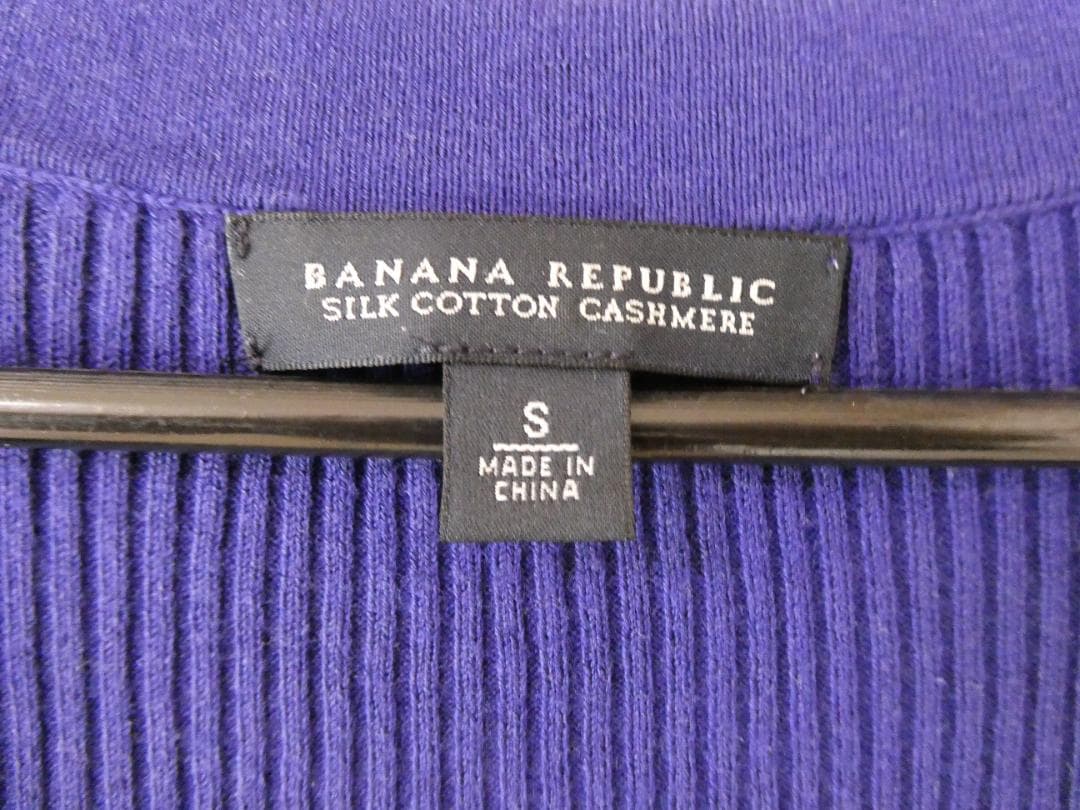 BANANA REPUBLIC
SILK COTTON CASHMERE
S
MADE IN
CHINA